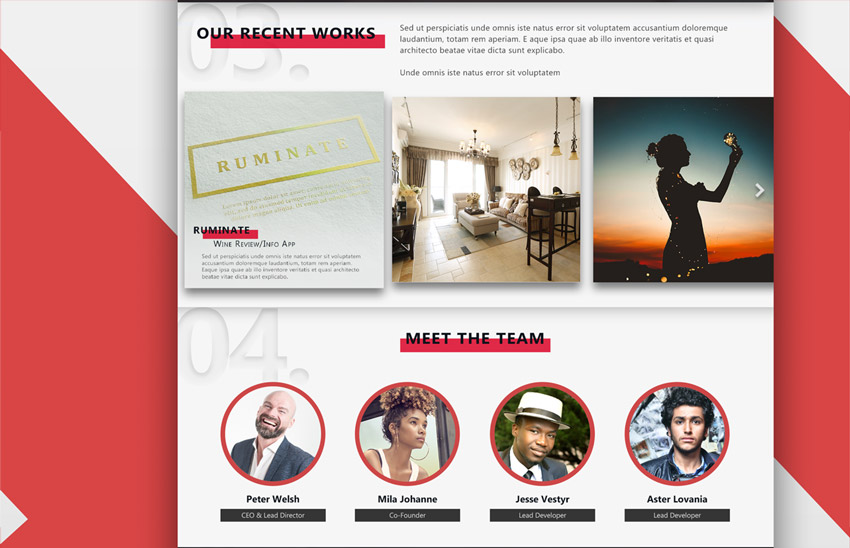 03.
OUR RECENT WORKS
Sed ut perspiciatis unde omnis iste natus error sit voluptatem accusantium doloremque
laudantium, totam rem aperiam. E aque ipsa quae ab illo inventore veritatis et quasi
architecto beatae vitae dicta sunt explicabo.
Unde omnis iste natus error sit voluptatem
RUMINATE
RUMINATE
Wine Review/Info App
Sed ut perspiciatis unde omnis iste natus error sit voluptatem
accusantium doloremque laudantium, totam rem aperiam.
Eaque ipsa quae ab illo inventore veritatis et quasi architecto
beatae vitae dicta sunt explicabo.
04.
MEET THE TEAM
Peter Welsh
CEO & Lead Director
Mila Johanne
Co-Founder
Jesse Vestyr
Lead Developer
Aster Lovania
Lead Developer